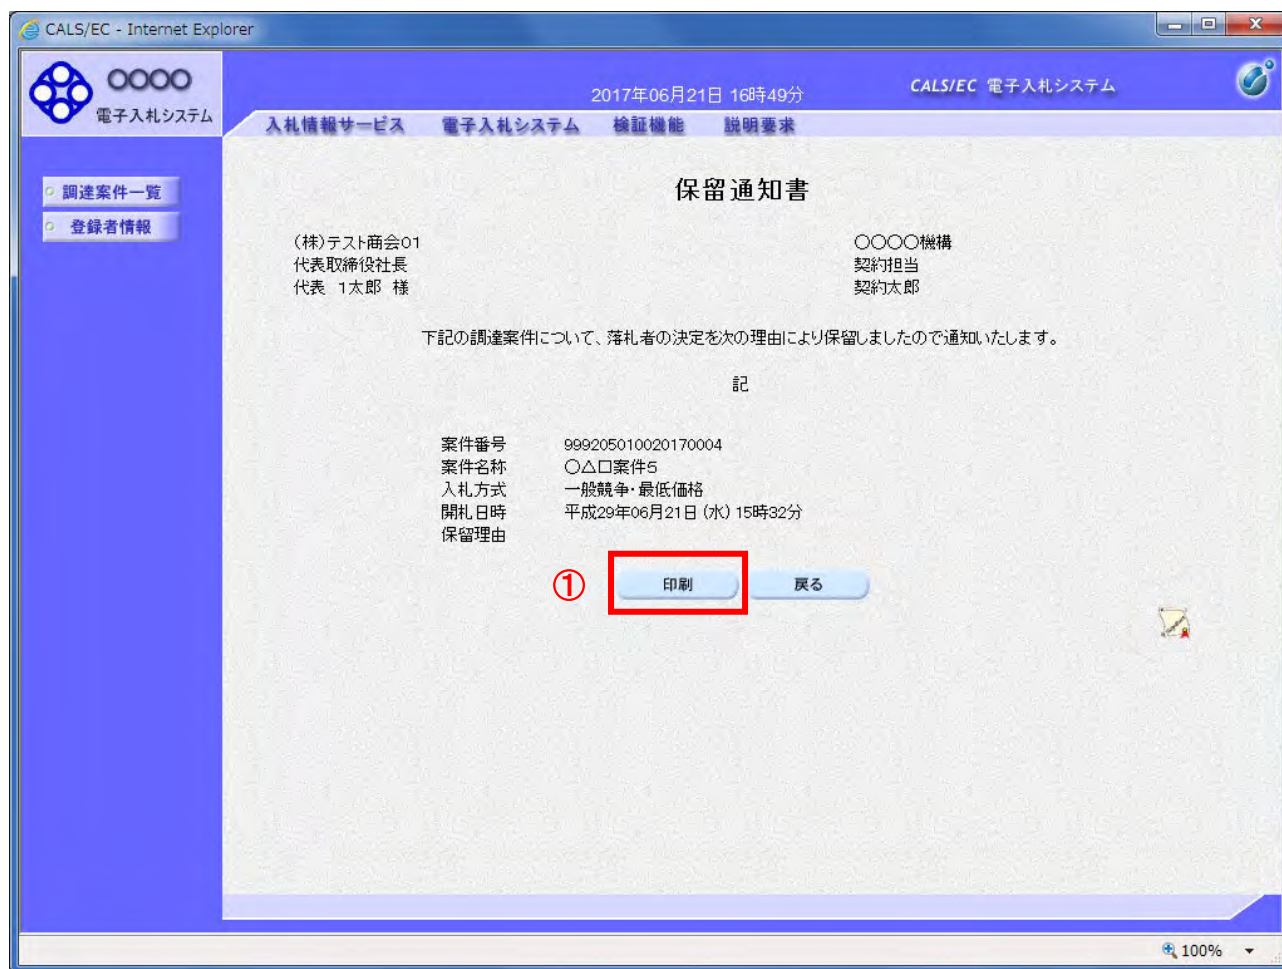 CALS/EC - Internet Explorer
〇〇〇〇
電子入札システム
2017年06月21日 16時49分
CALS/EC 電子入札システム
入札情報サービス 電子入札システム 検証機能 説明要求
調達案件一覧
登録者情報
保留通知書
(株)テスト商会01
代表取締役社長
代表 1太郎 様
〇〇〇〇機構
契約担当
契約太郎
下記の調達案件について、落札者の決定を次の理由により保留しましたので通知いたします。
記
案件番号 999205010020170004
案件名称 〇△口案件5
入札方式 一般競争・最低価格
開札日時 平成29年06月21日(水)15時32分
保留理由
① 印刷 戻る
100%